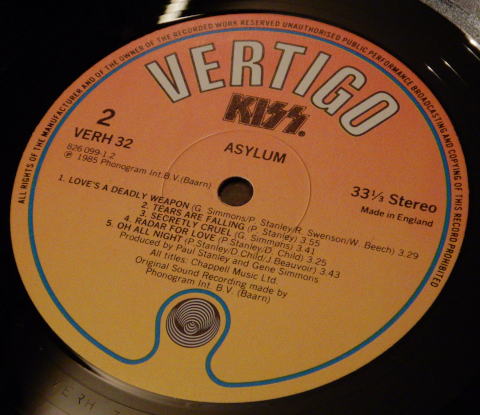 ALL RIGHTS OF THE MANUFACTURER AND OF THE OWNER OF THE RECORDED WORK RESERVED UNAUTHORISED PUBLIC PERFORMANCE BROADCASTING AND COPYING OF THIS RECORD PROHIBITED
VERTIGO
KISS.
ASYLUM
2
VERH 32
826 099-1.2
℗ 1985 Phonogram Int.B.V.(Baarn)
33⅓ Stereo
Made in England
1. LOVE'S A DEADLY WEAPON (G. Simmons/P Stanley/R. Swenson/W. Beech) 3.29
2. TEARS ARE FALLING (P Stanley) 3.55
3. SECRETLY CRUEL (G. Simmons) 3.41
4. RADAR FOR LOVE (P Stanley/D. Child) 3.25
5. OH ALL NIGHT (P Stanley/D Child/J.Beauvoir) 3.43
Produced by Paul Stanley and Gene Simmons
All titles: Chappell Music Ltd.
Original Sound Recording made by
Phonogram Int. B.V. (Baarn)